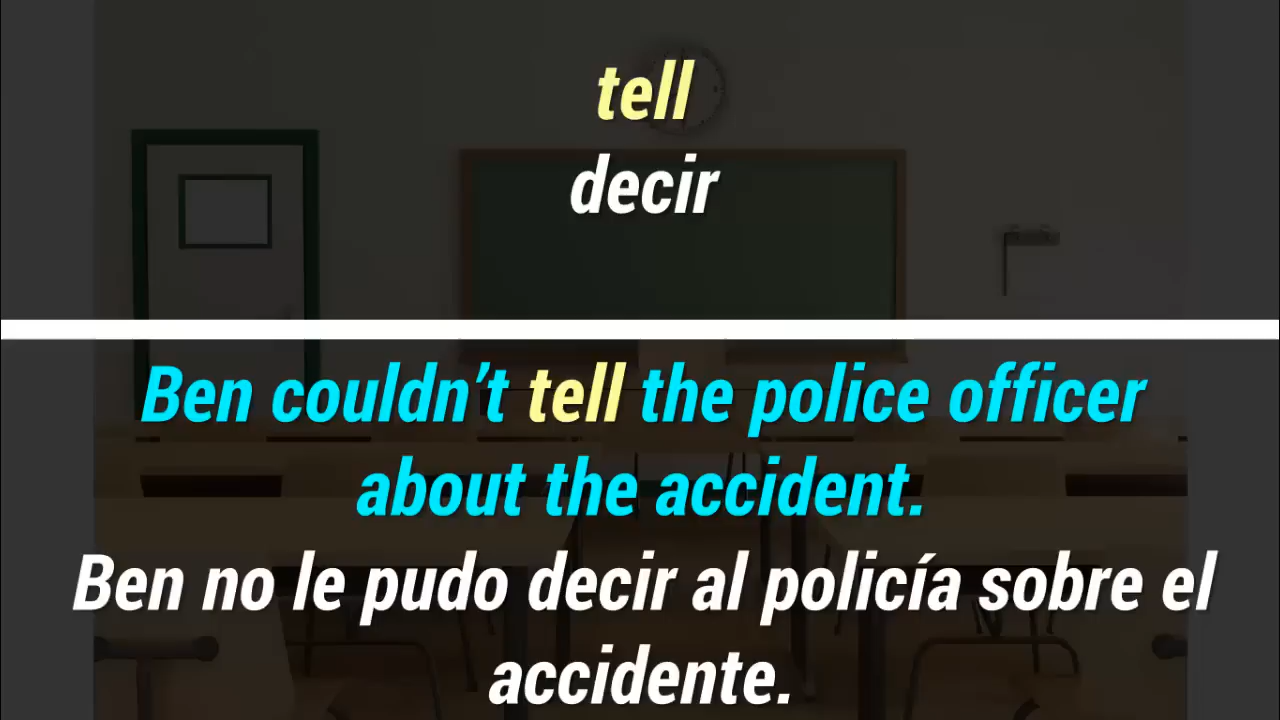 tell
decir
Ben couldn’t tell the police officer
about the accident.
Ben no le pudo decir al policía sobre el
accidente.